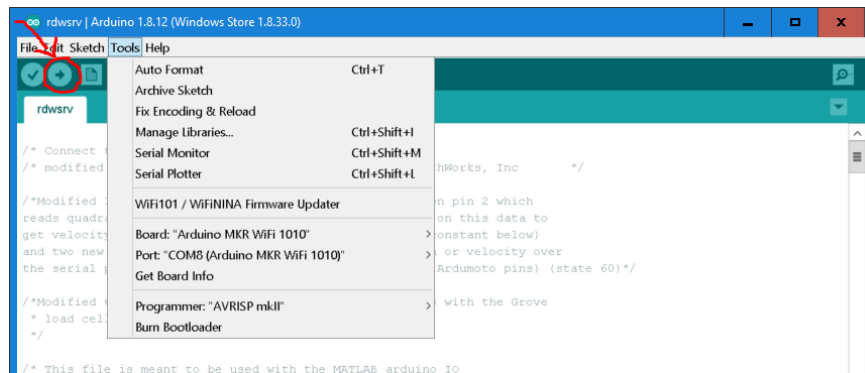 rdwsrv | Arduino 1.8.12 (Windows Store 1.8.33.0)
File Edit Sketch Tools Help
Auto Format Ctrl+T
Archive Sketch
rdwsrv
Fix Encoding & Reload
Manage Libraries... Ctrl+Shift+I
/* Connect
Serial Monitor Ctrl+Shift+M
/* modified hWorks, Inc */
Serial Plotter Ctrl+Shift+L
/*Modified n pin 2 which
WiFi101 / WiFiNINA Firmware Updater
reads quadr on this data to
Board: "Arduino MKR WiFi 1010"
get velocity onstant below)
Port: "COM8 (Arduino MKR WiFi 1010)"
and two new or velocity over
Get Board Info
the serial p Ardumoto pins) (state 60)*/
Programmer: "AVRISP mkII"
/*Modified with the Grove
* load cel
Burn Bootloader
*/
/* This file is meant to be used with the MATLAB arduino IO